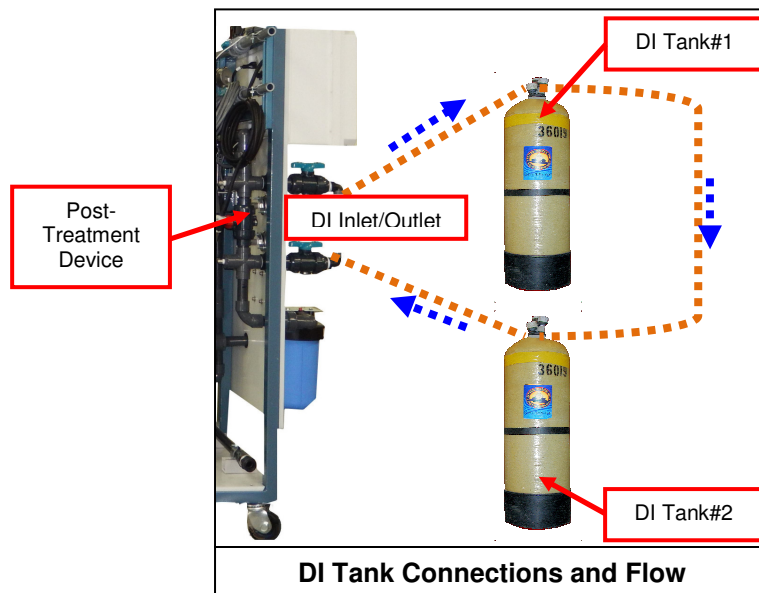 DI Tank#1
36019
Post-
Treatment
Device
DI Inlet/Outlet
36019
DI Tank#2
DI Tank Connections and Flow